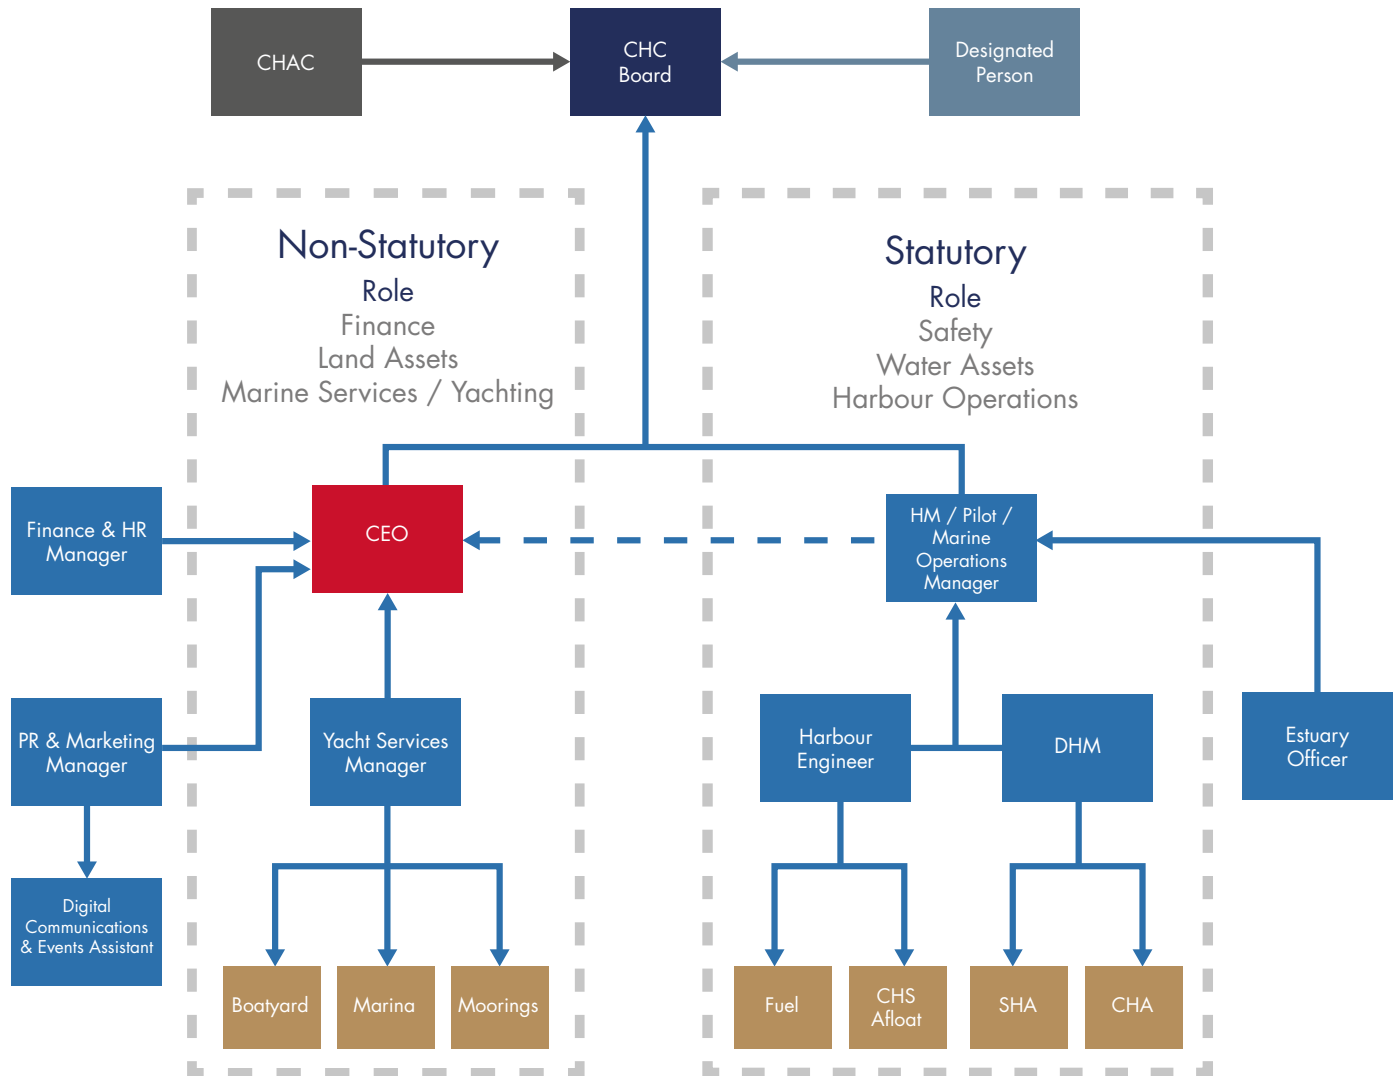 CHAC
CHC
Board
Designated
Person
Non-Statutory
Role
Finance
Land Assets
Marine Services / Yachting
Statutory
Role
Safety
Water Assets
Harbour Operations
Finance & HR
Manager
CEO
HM / Pilot /
Marine
Operations
Manager
PR & Marketing
Manager
Yacht Services
Manager
Harbour
Engineer
DHM
Estuary
Officer
Digital
Communications
& Events Assistant
Boatyard
Marina
Moorings
Fuel
CHS
Afloat
SHA
CHA